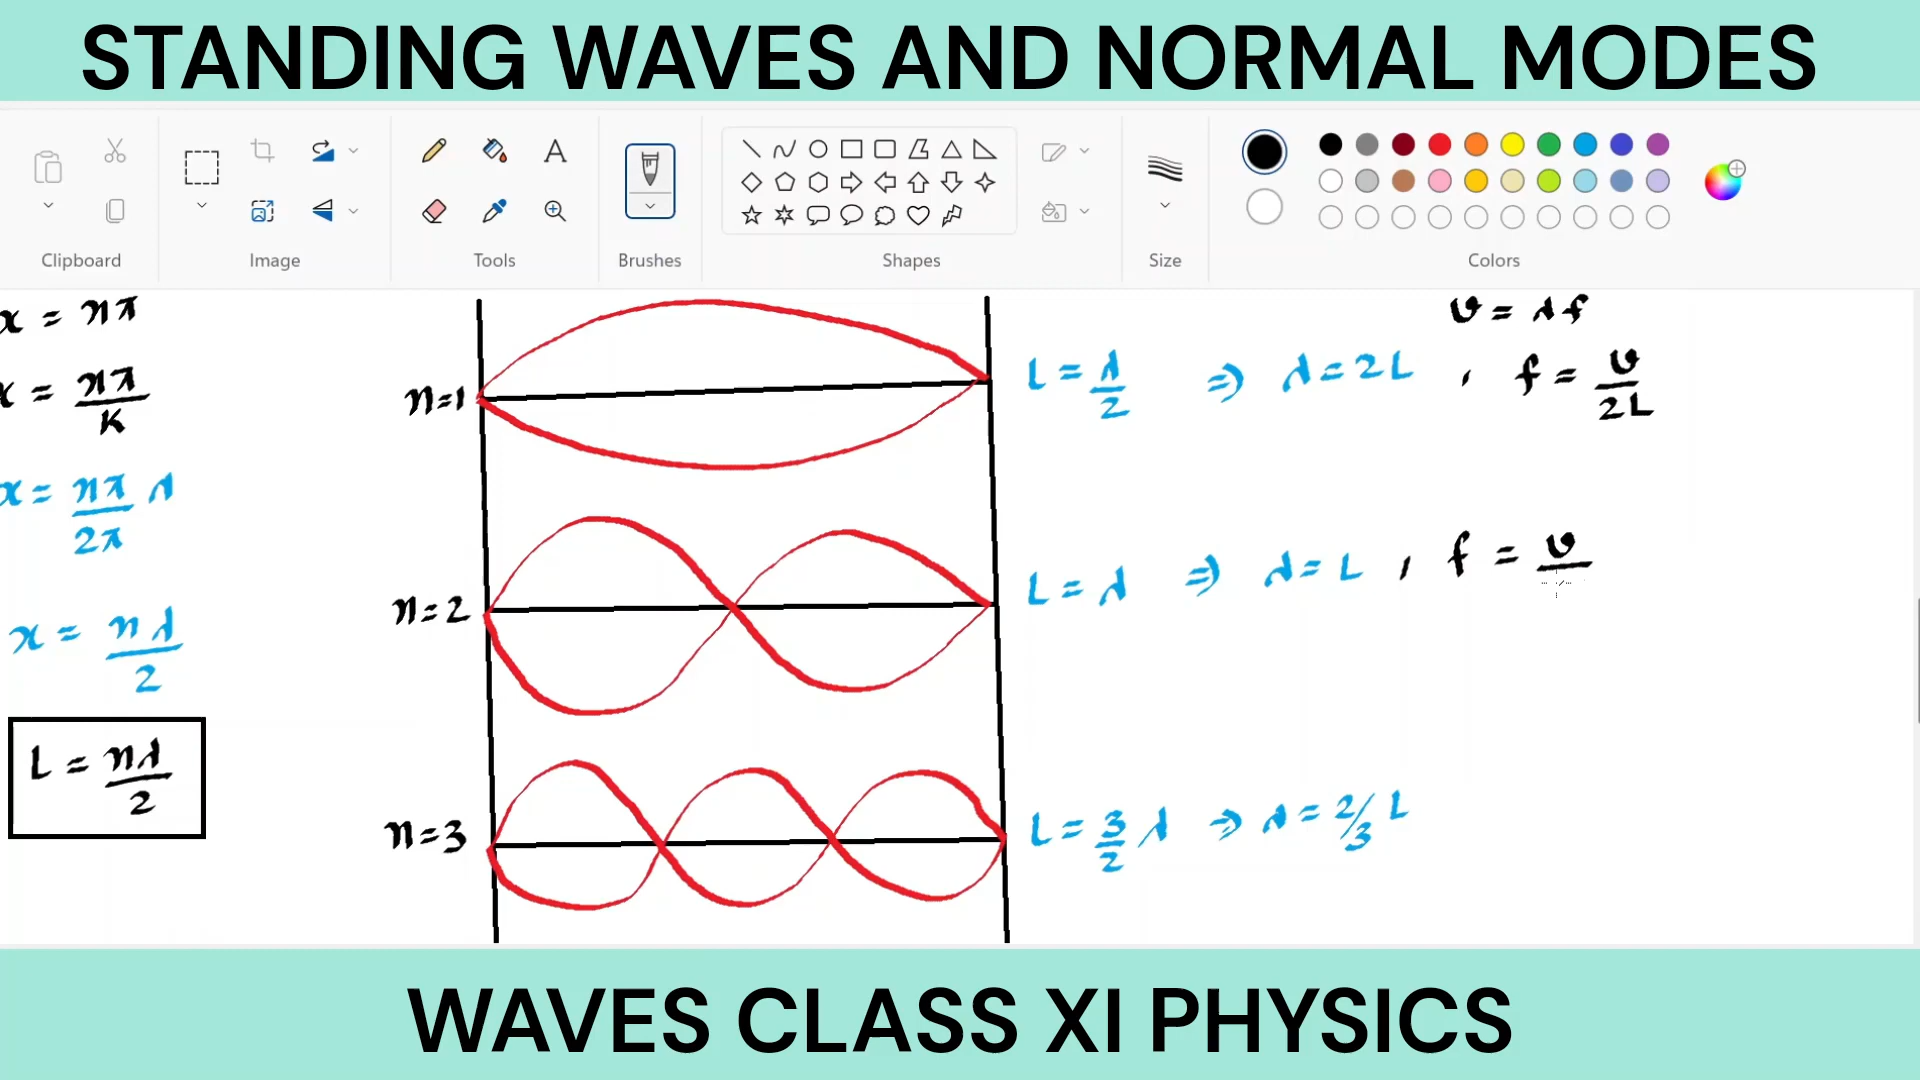 STANDING WAVES AND NORMAL MODES
Clipboard Image Tools Brushes Shapes Size Colors
x = nπ
x = nπ/K
x = nπ/2π λ
x = nλ/2
L = nλ/2
n=1
L = λ/2 ⇒ λ = 2L , f = v/2L
v = λf
n=2
L = λ ⇒ λ = L , f = v/
n=3
L = 3/2 λ ⇒ λ = 2/3 L
WAVES CLASS XI PHYSICS